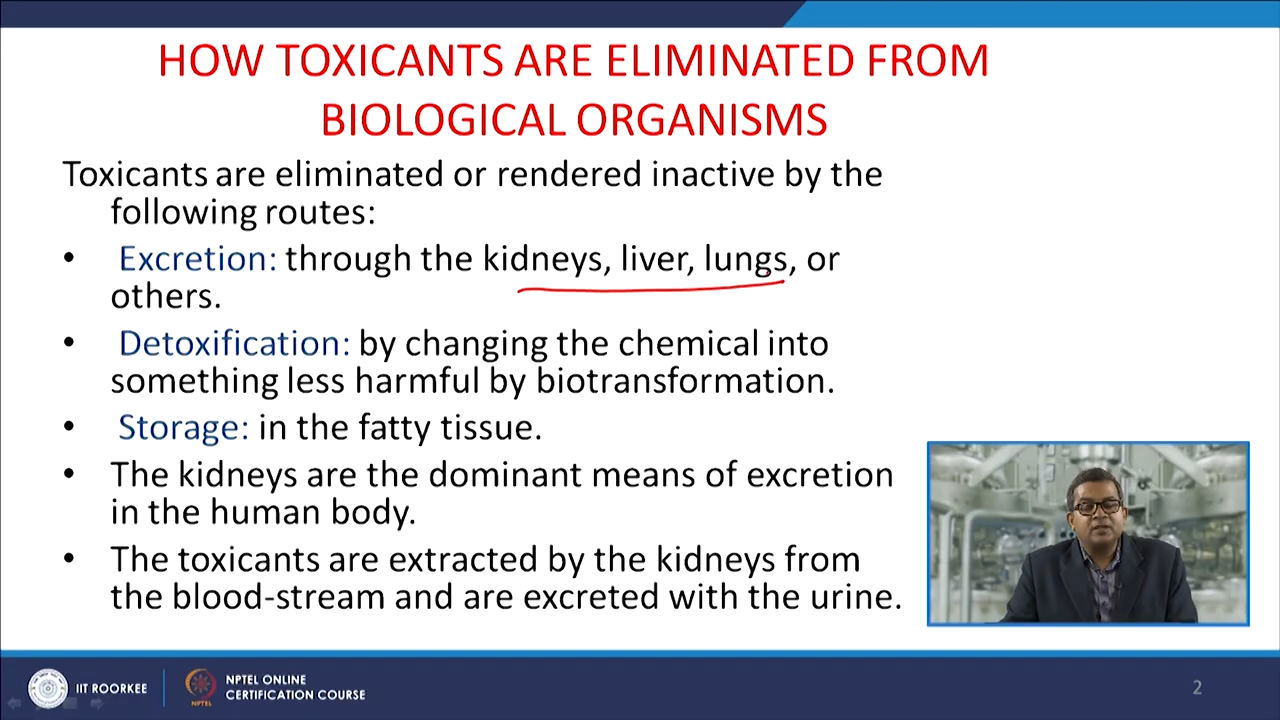 HOW TOXICANTS ARE ELIMINATED FROM
BIOLOGICAL ORGANISMS
Toxicants are eliminated or rendered inactive by the
following routes:
• Excretion: through the kidneys, liver, lungs, or
others.
• Detoxification: by changing the chemical into
something less harmful by biotransformation.
• Storage: in the fatty tissue.
• The kidneys are the dominant means of excretion
in the human body.
• The toxicants are extracted by the kidneys from
the blood-stream and are excreted with the urine.
IIT ROORKEE
NPTEL
NPTEL ONLINE
CERTIFICATION COURSE
2